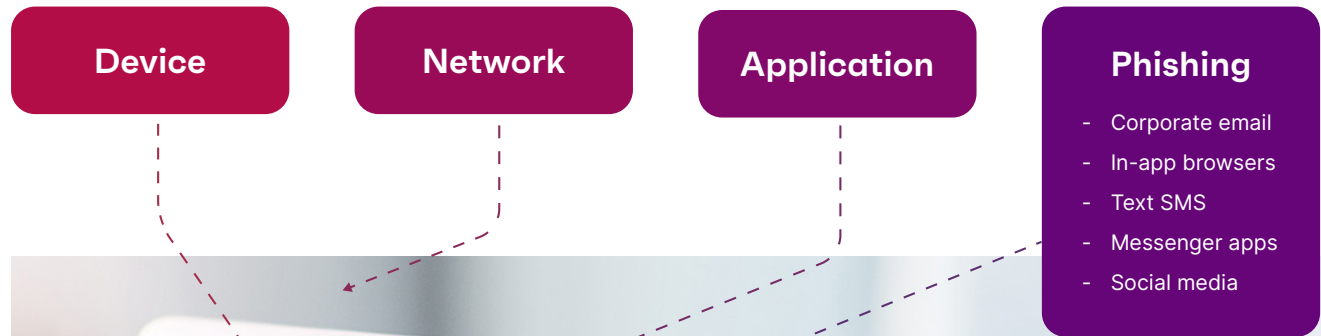 Device
Network
Application
Phishing
- Corporate email
- In-app browsers
- Text SMS
- Messenger apps
- Social media